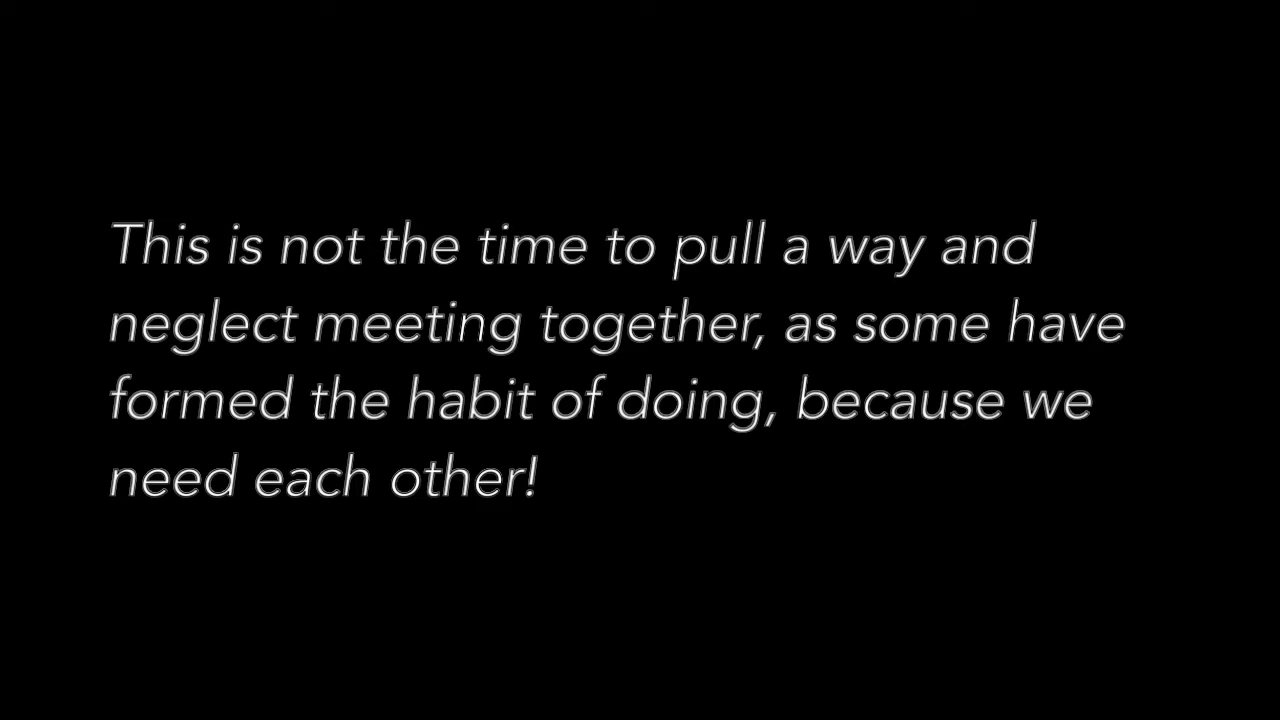 This is not the time to pull a way and
neglect meeting together, as some have
formed the habit of doing, because we
need each other!